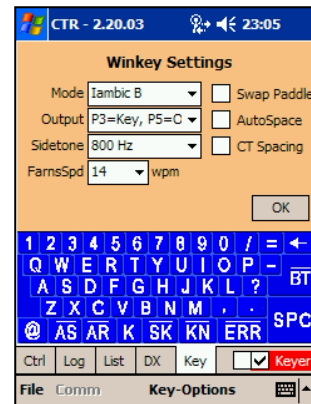 CTR - 2.20.03 23:05
Winkey Settings
Mode Iambic B Swap Paddle
Output P3=Key, P5=C AutoSpace
Sidetone 800 Hz CT Spacing
FarnsSpd 14 wpm
OK
1 2 3 4 5 6 7 8 9 0 / = ←
Q W E R T Y U I O P - BT
A S D F G H J K L ?
Z X C V B N M , . SPC
@ AS AR K SK KN ERR
Ctrl Log List DX Key Keyer
File Comm Key-Options